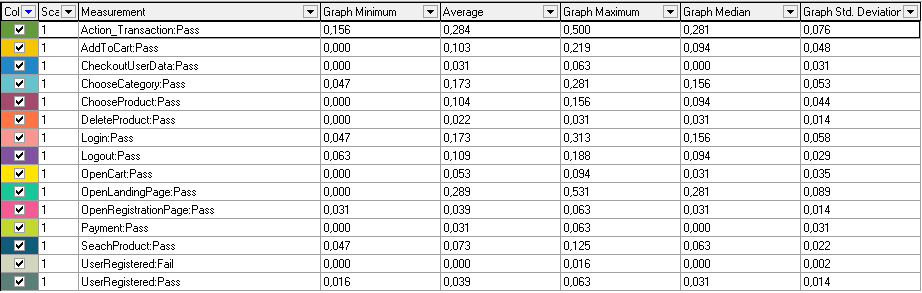 Col Sca Measurement Graph Minimum Average Graph Maximum Graph Median Graph Std. Deviation
1 Action_Transaction:Pass 0,156 0,284 0,500 0,281 0,076
1 AddToCart:Pass 0,000 0,103 0,219 0,094 0,048
1 CheckoutUserData:Pass 0,000 0,031 0,063 0,000 0,031
1 ChooseCategory:Pass 0,047 0,173 0,281 0,156 0,053
1 ChooseProduct:Pass 0,000 0,104 0,156 0,094 0,044
1 DeleteProduct:Pass 0,000 0,022 0,031 0,031 0,014
1 Login:Pass 0,047 0,173 0,313 0,156 0,058
1 Logout:Pass 0,063 0,109 0,188 0,094 0,029
1 OpenCart:Pass 0,000 0,053 0,094 0,031 0,035
1 OpenLandingPage:Pass 0,000 0,289 0,531 0,281 0,089
1 OpenRegistrationPage:Pass 0,031 0,039 0,063 0,031 0,014
1 Payment:Pass 0,000 0,031 0,063 0,000 0,031
1 SeachProduct:Pass 0,047 0,073 0,125 0,063 0,022
1 UserRegistered:Fail 0,000 0,000 0,016 0,000 0,002
1 UserRegistered:Pass 0,016 0,039 0,063 0,031 0,014